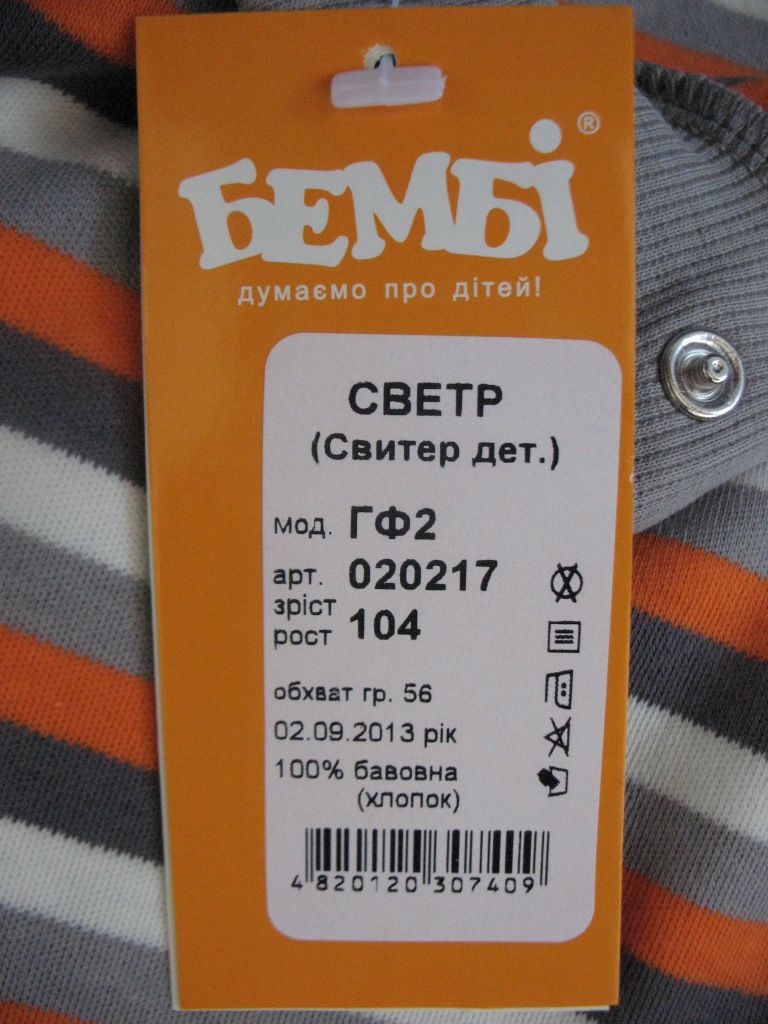 БЕМБІ ®
думаємо про дітей!
СВЕТР
(Свитер дет.)
мод. ГФ2
арт. 020217
зріст
рост 104
обхват гр. 56
02.09.2013 рік
100% бавовна
(хлопок)
4 820120 307409